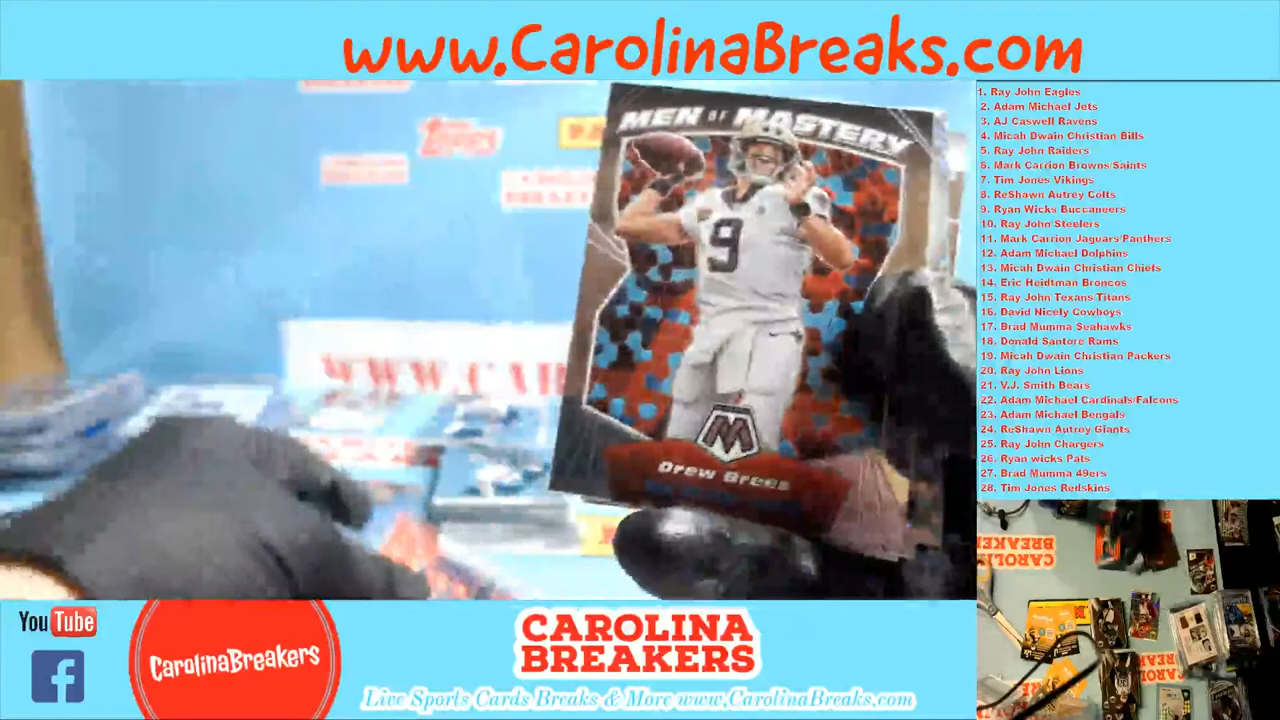 www.CarolinaBreaks.com
MEN OF MASTERY
9
M
Drew Brees
Topps
WWW.CAR
1. Ray John Eagles
2. Adam Michael Jets
3. AJ Caswell Ravens
4. Micah Dwain Christian Bills
5. Ray John Raiders
6. Mark Carrion Browns/Saints
7. Tim Jones Vikings
8. ReShawn Autrey Colts
9. Ryan Wicks Buccaneers
10. Ray John Steelers
11. Mark Carrion Jaguars/Panthers
12. Adam Michael Dolphins
13. Micah Dwain Christian Chiefs
14. Eric Heidtman Broncos
15. Ray John Texans/Titans
16. David Nicely Cowboys
17. Brad Mumma Seahawks
18. Donald Santore Rams
19. Micah Dwain Christian Packers
20. Ray John Lions
21. V.J. Smith Bears
22. Adam Michael Cardinals/Falcons
23. Adam Michael Bengals
24. ReShawn Autrey Giants
25. Ray John Chargers
26. Ryan wicks Pats
27. Brad Mumma 49ers
28. Tim Jones Redskins
CAROLINA
BREAKER
YouTube
f
CarolinaBreakers
CAROLINA
BREAKERS
Live Sports Cards Breaks & More www.CarolinaBreaks.com